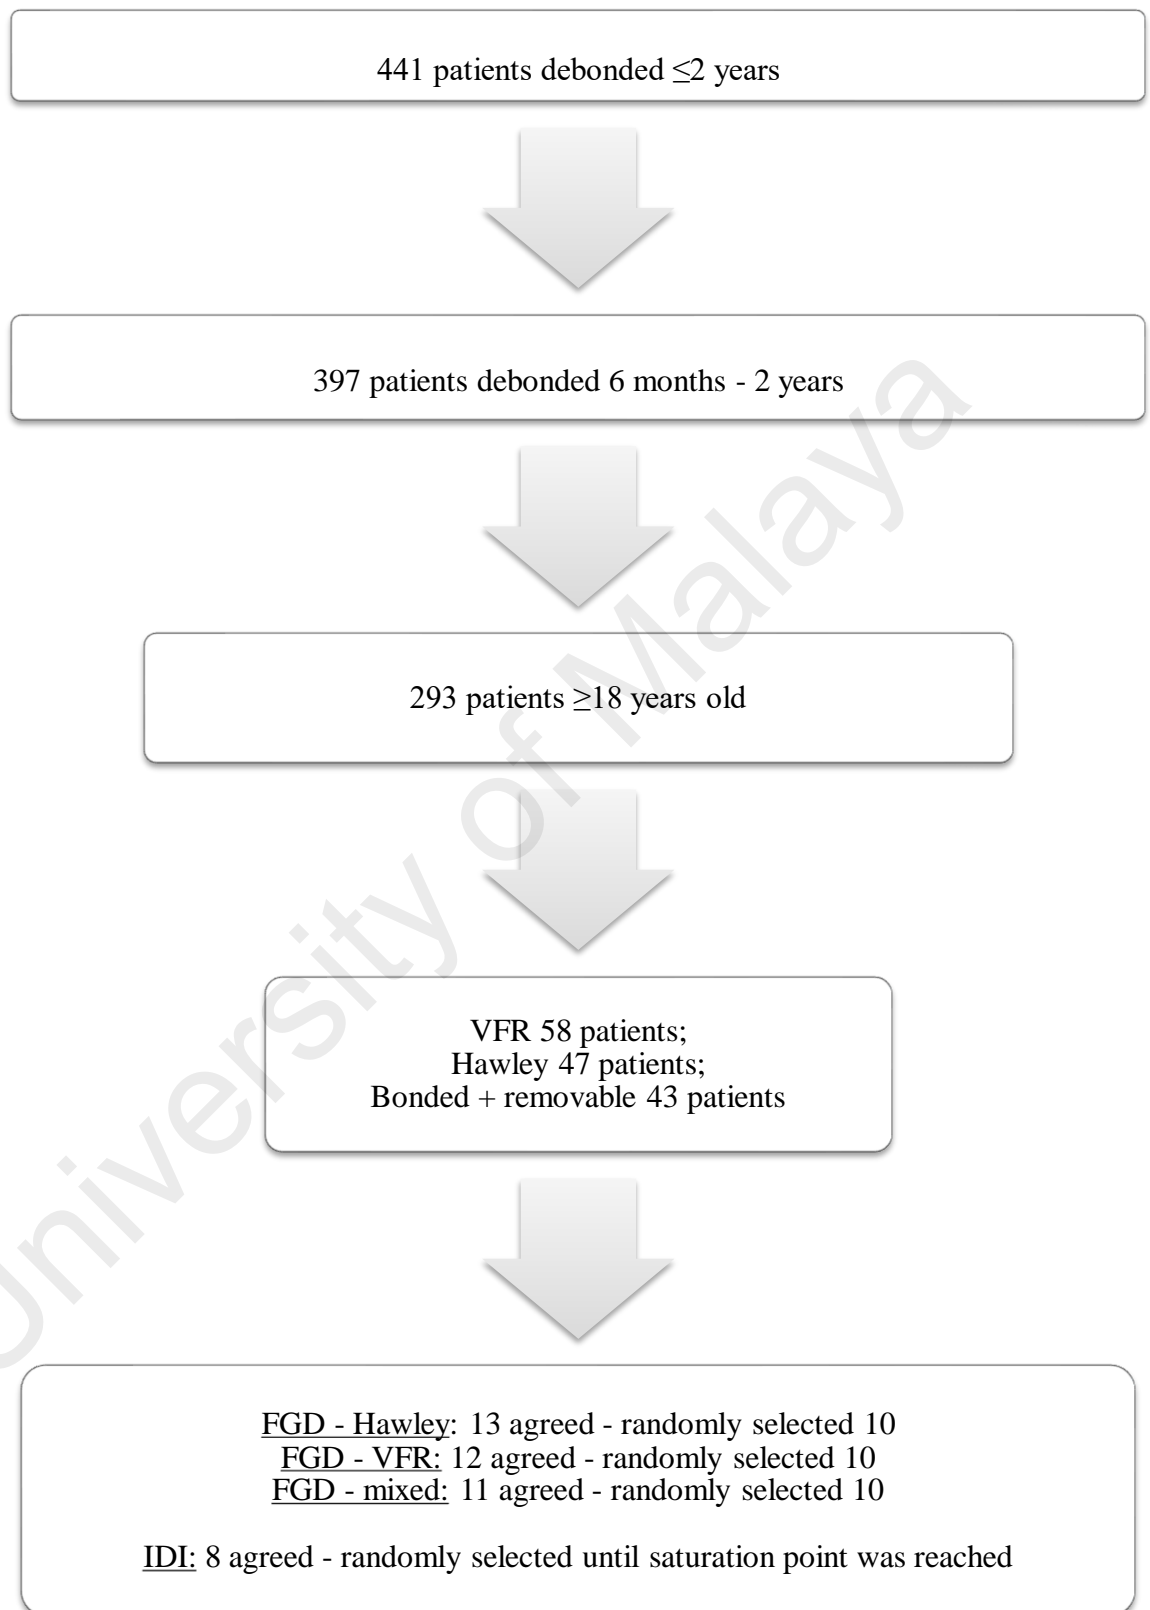 441 patients debonded ≤2 years
397 patients debonded 6 months - 2 years
293 patients ≥18 years old
VFR 58 patients;
Hawley 47 patients;
Bonded + removable 43 patients
FGD - Hawley: 13 agreed - randomly selected 10
FGD - VFR: 12 agreed - randomly selected 10
FGD - mixed: 11 agreed - randomly selected 10
IDI: 8 agreed - randomly selected until saturation point was reached
University of Malaya